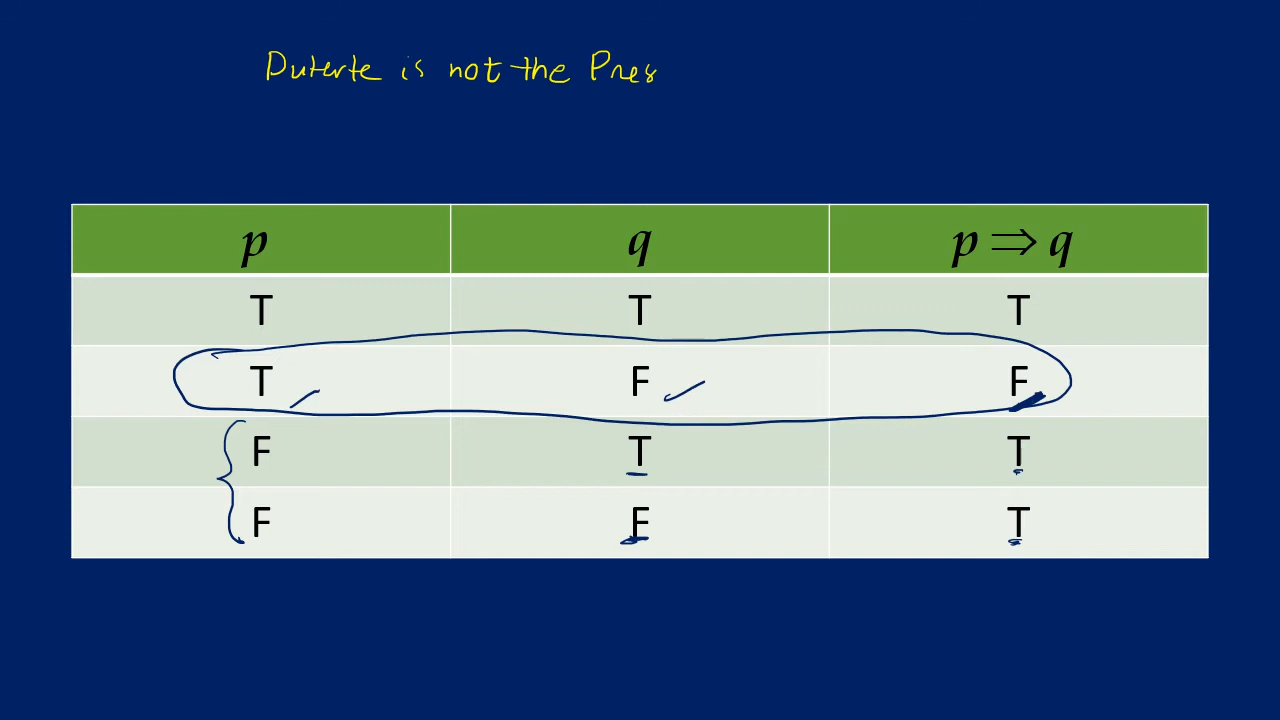 Duterte is not the Pres
p q p ⇒ q
T T T
T F F
F T T
F F T